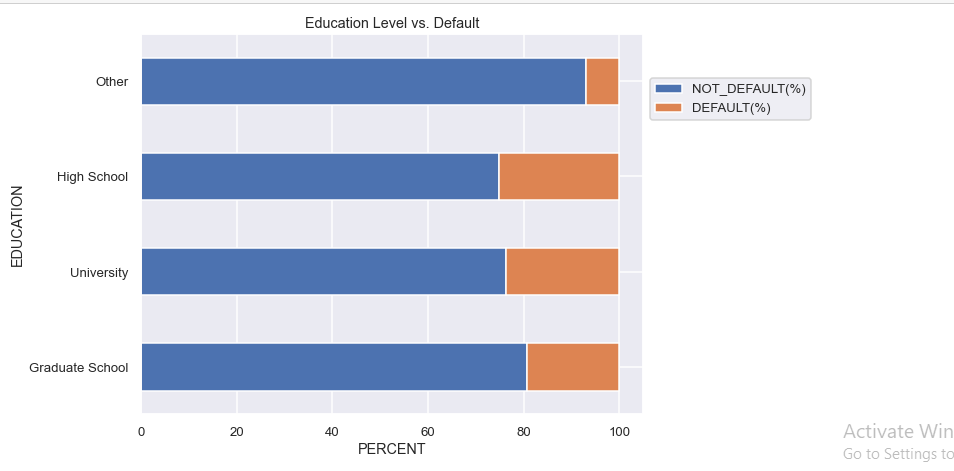 Education Level vs. Default
Other
High School
University
Graduate School
EDUCATION
0 20 40 60 80 100
PERCENT
NOT_DEFAULT(%)
DEFAULT(%)
Activate Win
Go to Settings to